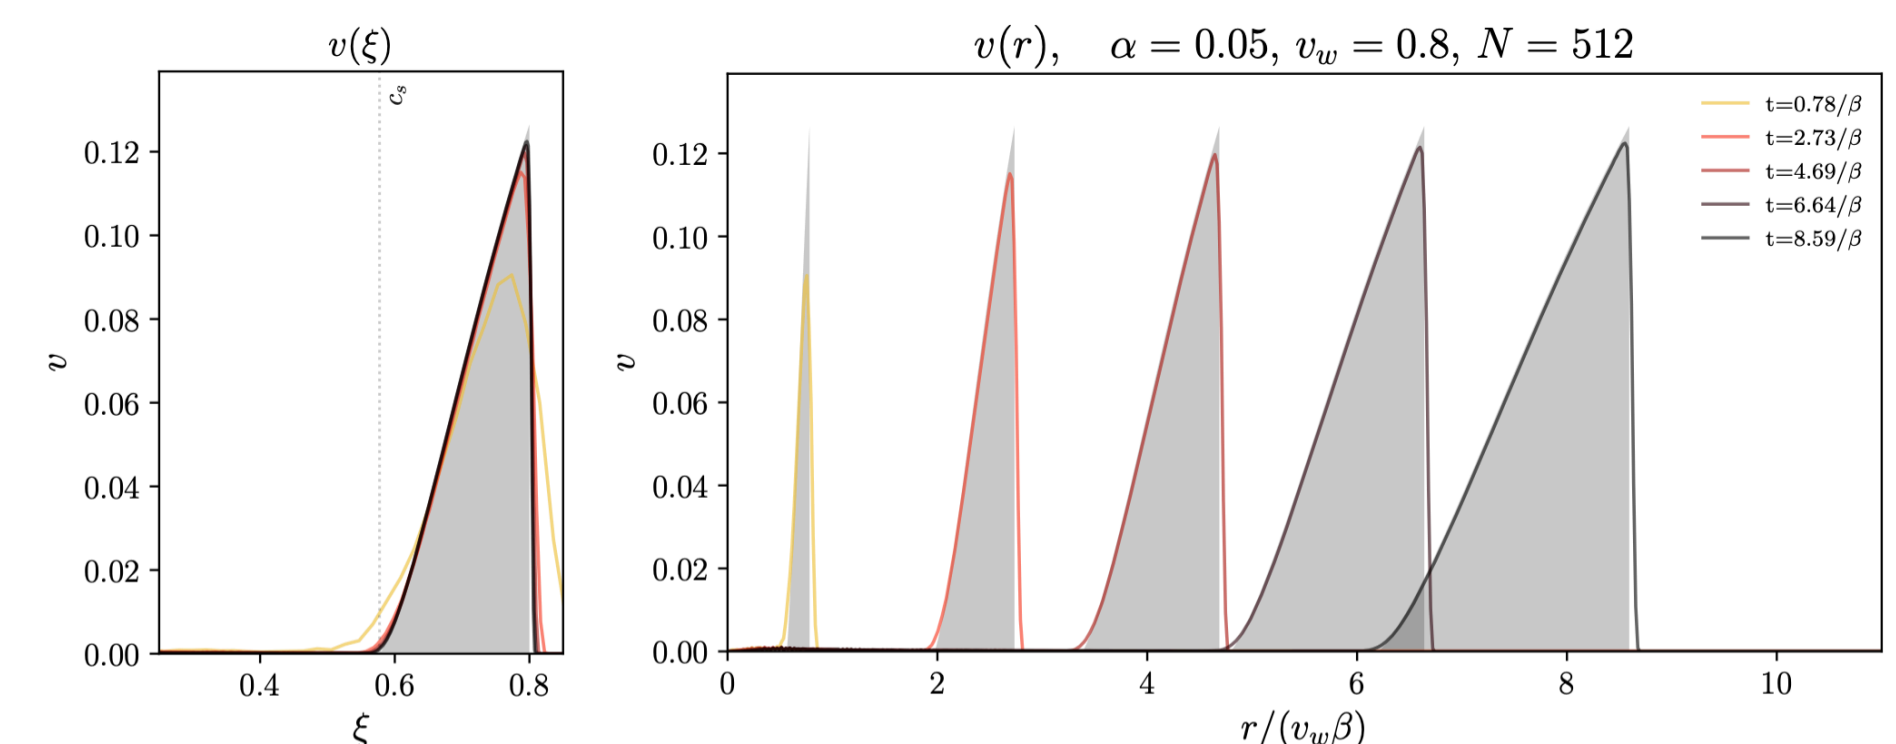 v(ξ)
v(r), α = 0.05, v_w = 0.8, N = 512
c_s
t=0.78/β
t=2.73/β
t=4.69/β
t=6.64/β
t=8.59/β
v
0.12
0.10
0.08
0.06
0.04
0.02
0.00
0.4 0.6 0.8
ξ
v
0.12
0.10
0.08
0.06
0.04
0.02
0.00
0 2 4 6 8 10
r/(v_wβ)